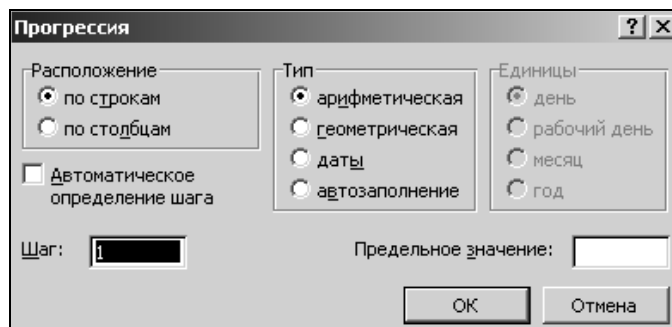 Прогрессия
Расположение
по строкам
по столбцам
Автоматическое
определение шага
Тип
арифметическая
геометрическая
даты
автозаполнение
Единицы
день
рабочий день
месяц
год
Шаг: 1
Предельное значение:
ОК
Отмена